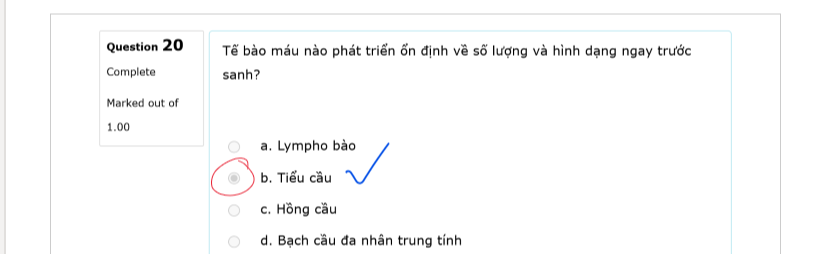 Question 20
Complete
Marked out of
1.00
Tế bào máu nào phát triển ổn định về số lượng và hình dạng ngay trước
sanh?
a. Lympho bào
b. Tiểu cầu
c. Hồng cầu
d. Bạch cầu đa nhân trung tính